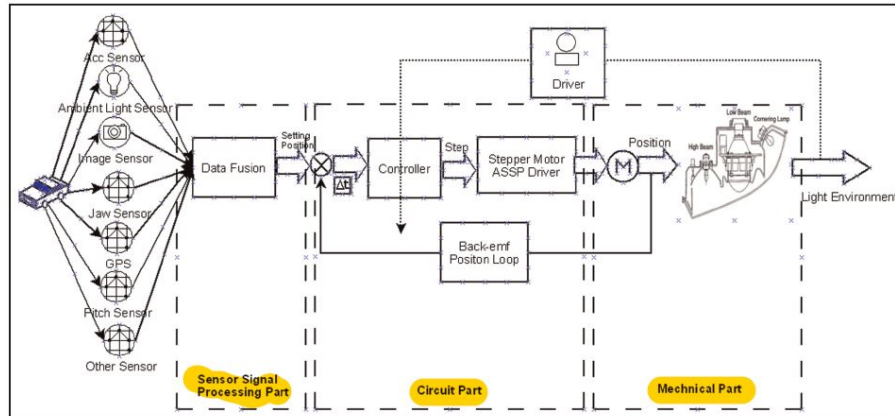 Acc Sensor
Ambient Light Sensor
Image Sensor
Jaw Sensor
GPS
Pitch Sensor
Other Sensor
Data Fusion
Setting
Position
Δt
Controller
Step
Stepper Motor
ASSP Driver
Back-emf
Positon Loop
Driver
M
Position
High Beam
Low Beam
Cornering Lamp
Light Environment
Sensor Signal
Processing Part
Circuit Part
Mechnical Part